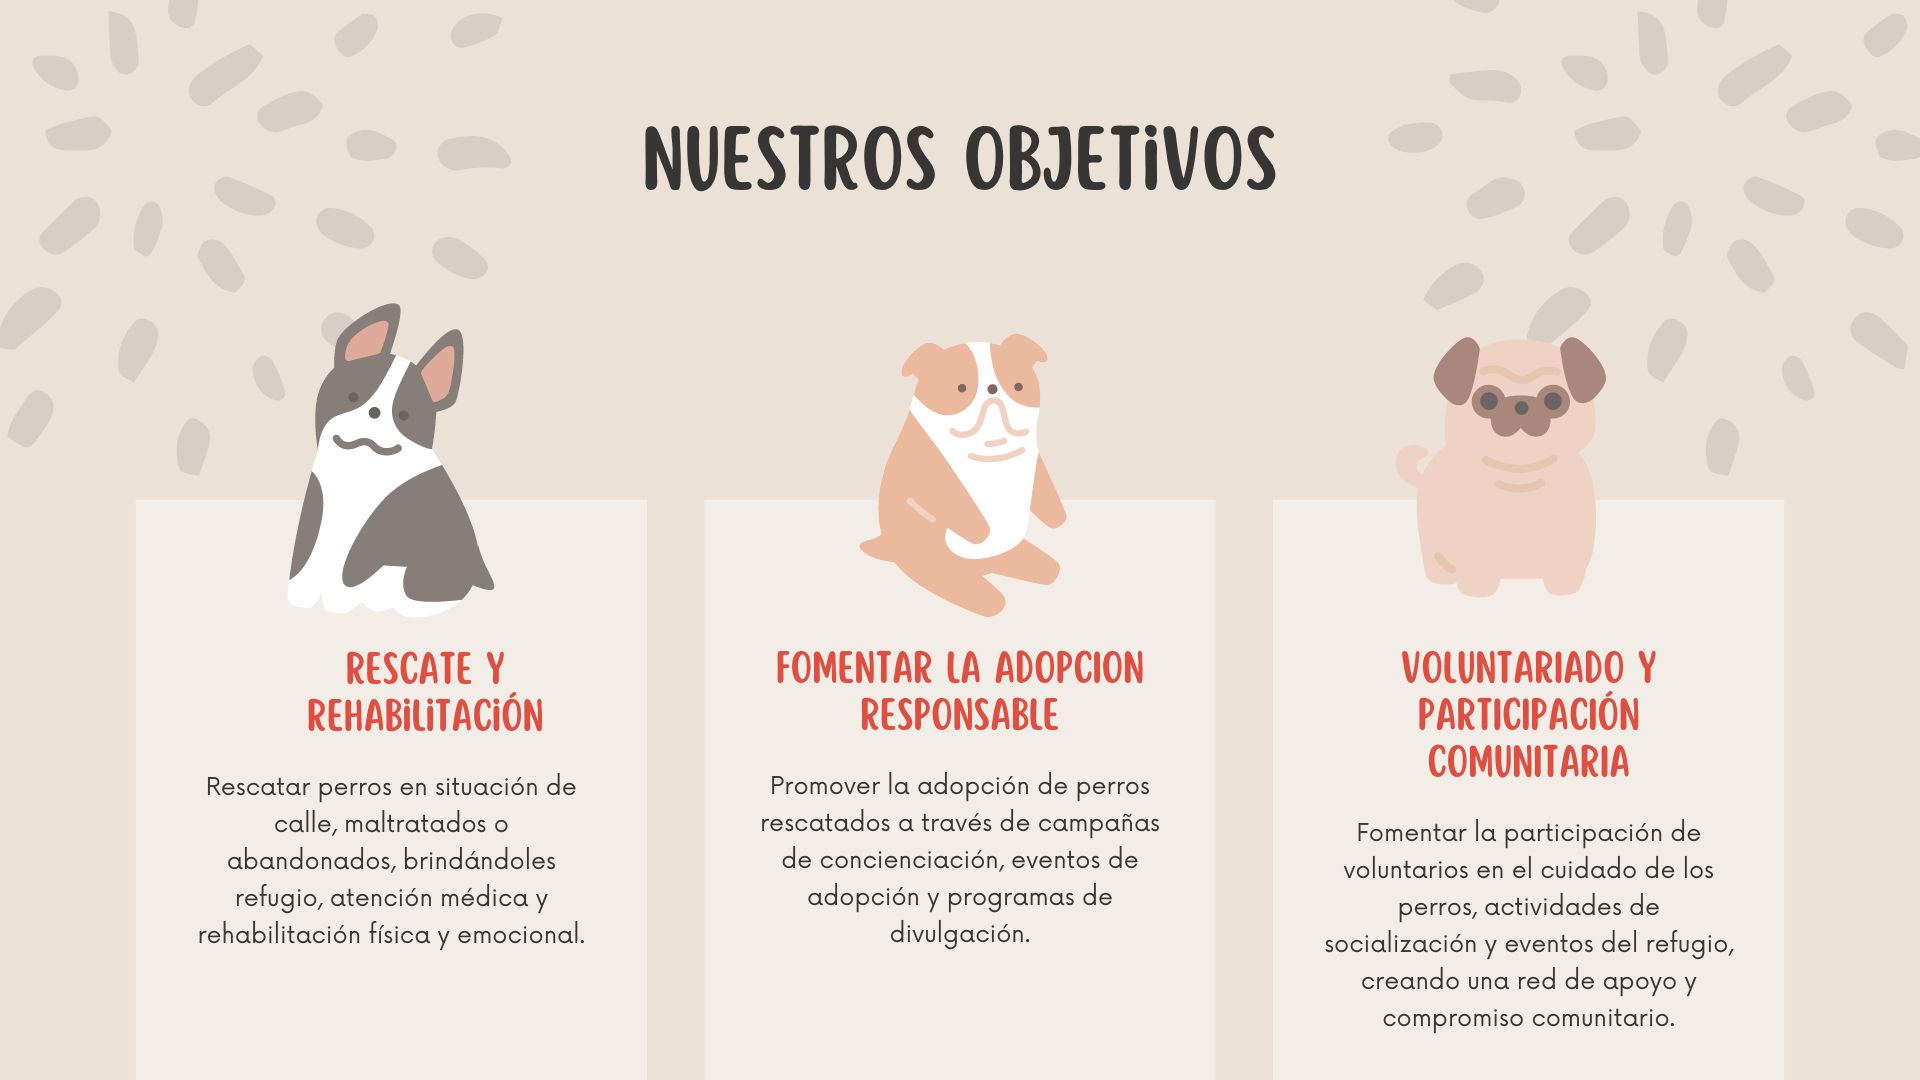 NUESTROS OBJETIVOS
RESCATE Y
REHABILITACIÓN
Rescatar perros en situación de
calle, maltratados o
abandonados, brindándoles
refugio, atención médica y
rehabilitación física y emocional.
FOMENTAR LA ADOPCION
RESPONSABLE
Promover la adopción de perros
rescatados a través de campañas
de concienciación, eventos de
adopción y programas de
divulgación.
VOLUNTARIADO Y
PARTICIPACIÓN
COMUNITARIA
Fomentar la participación de
voluntarios en el cuidado de los
perros, actividades de
socialización y eventos del refugio,
creando una red de apoyo y
compromiso comunitario.